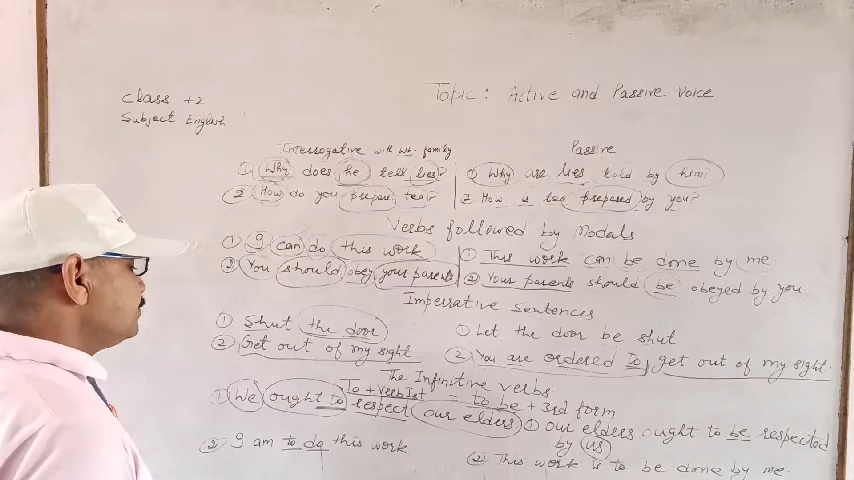 Topic: Active and Passive Voice
Class +2
Subject English
Interrogative with Wh- family
Passive
① Why does he tell lies?
① Why are lies told by him?
② How do you prepare tea?
② How is tea prepared by you?
Verbs followed by Modals
① I can do this work
① This work can be done by me.
② You should obey your parents
② Your parents should be obeyed by you
Imperative Sentences
① Shut the door
① Let the door be shut
② Get out of my sight
② You are ordered to get out of my sight.
The Infinitive verbs
To + Verb Ist = to be + 3rd form
① We ought to respect our elders
① Our elders ought to be respected by us
② I am to do this work
② This work is to be done by me.